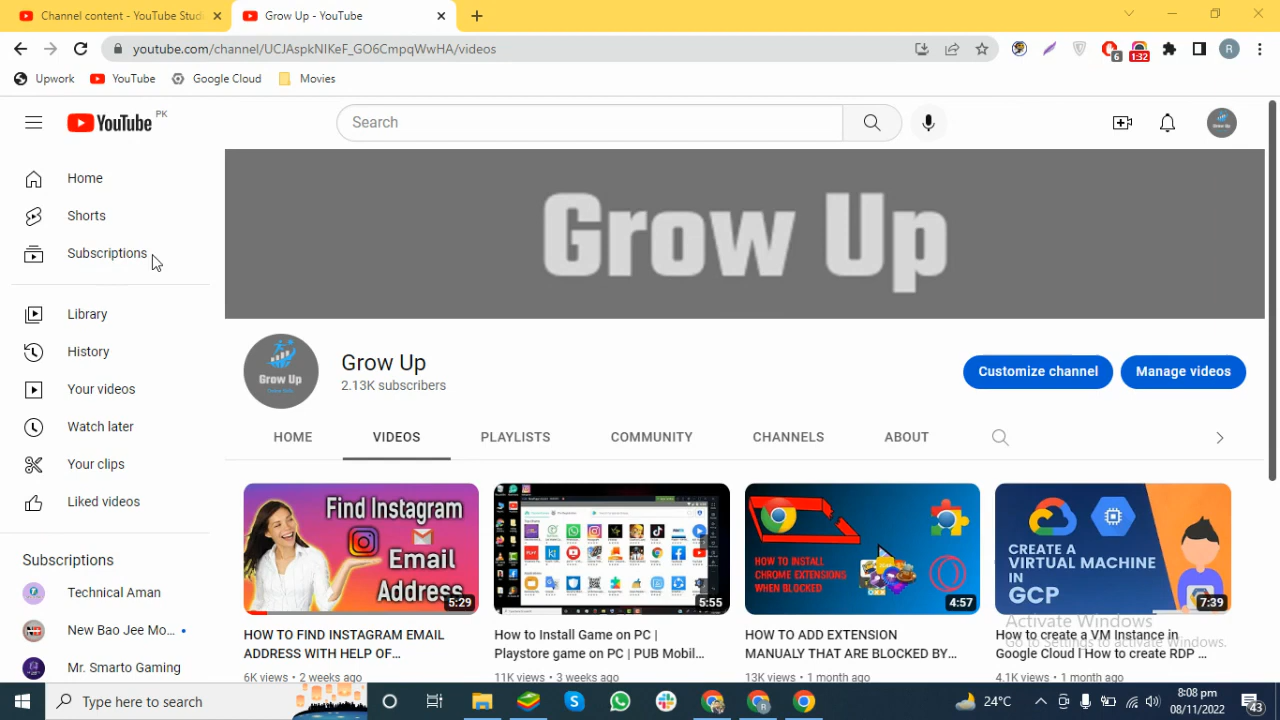 Channel content - YouTube Studi
Grow Up - YouTube
youtube.com/channel/UCJAspkNIKeF_GO6CmpqWwHA/videos
6
1:32
R
Upwork
YouTube
Google Cloud
Movies
YouTube PK
Search
Home
Shorts
Subscriptions
Library
History
Your videos
Watch later
Your clips
Liked videos
Subscriptions
Technical Aman
New Bao Jee Mo...
Mr. Smarto Gaming
Grow Up
Grow Up
Grow Up
2.13K subscribers
Customize channel
Manage videos
HOME
VIDEOS
PLAYLISTS
COMMUNITY
CHANNELS
ABOUT
Find Instagram
Email
Address
5:29
HOW TO FIND INSTAGRAM EMAIL
ADDRESS WITH HELP OF...
6K views • 2 weeks ago
5:55
How to Install Game on PC |
Playstore game on PC | PUB Mobil...
11K views • 3 weeks ago
HOW TO INSTALL
CHROME EXTENSIONS
WHEN BLOCKED
4:57
HOW TO ADD EXTENSION
MANUALY THAT ARE BLOCKED BY...
13K views • 1 month ago
CREATE A
VIRTUAL MACHINE
IN
GCP
7:39
How to create a VM Instance in
Google Cloud l How to create RDP ...
4.1K views • 1 month ago
Activate Windows
Go to Settings to activate Windows.
Type here to search
24°C
8:08 pm
08/11/2022
43